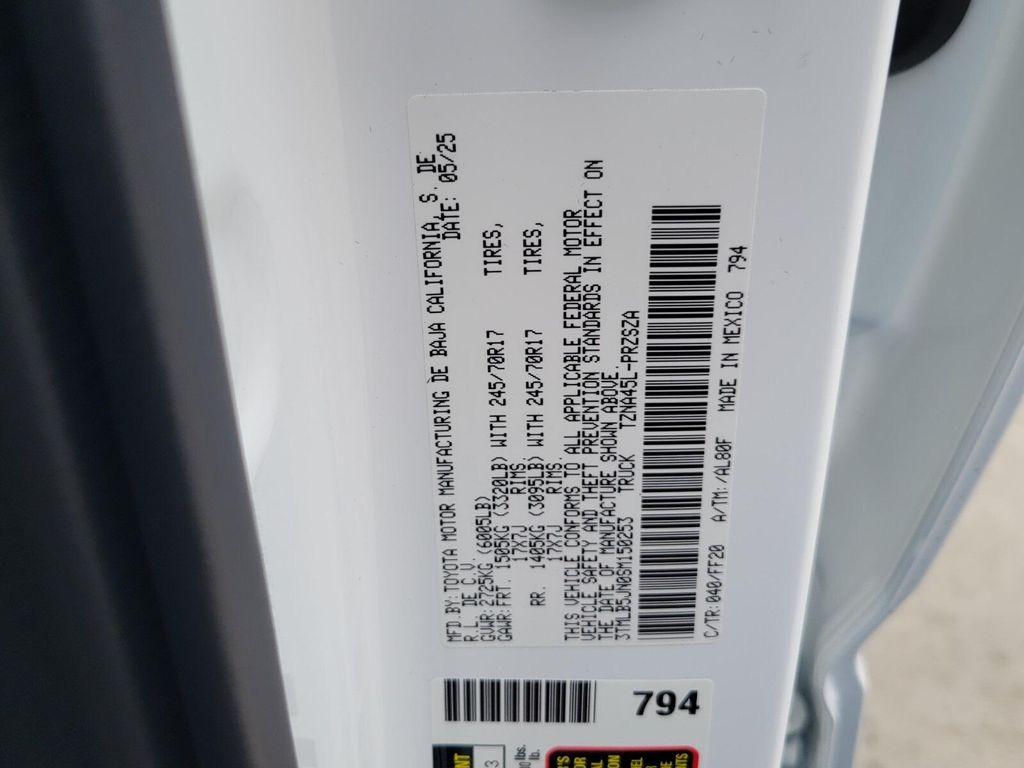 MFD.BY:TOYOTA MOTOR MANUFACTURING DE BAJA CALIFORNIA, S. DE
R.L. DE C.V. DATE: 05/25
GVWR:2725KG (6005LB)
GAWR:FRT. 1505KG (3320LB) WITH 245/70R17 TIRES,
17X7J RIMS,
RR. 1405KG (3095LB) WITH 245/70R17 TIRES,
17X7J RIMS.
THIS VEHICLE CONFORMS TO ALL APPLICABLE FEDERAL MOTOR
VEHICLE SAFETY AND THEFT PREVENTION STANDARDS IN EFFECT ON
THE DATE OF MANUFACTURE SHOWN ABOVE.
3TMLB5JN0SM150253 TRUCK TZNA45L-PRZSZA
C/TR:040/FF20 A/TM:/AL80F MADE IN MEXICO 794
794